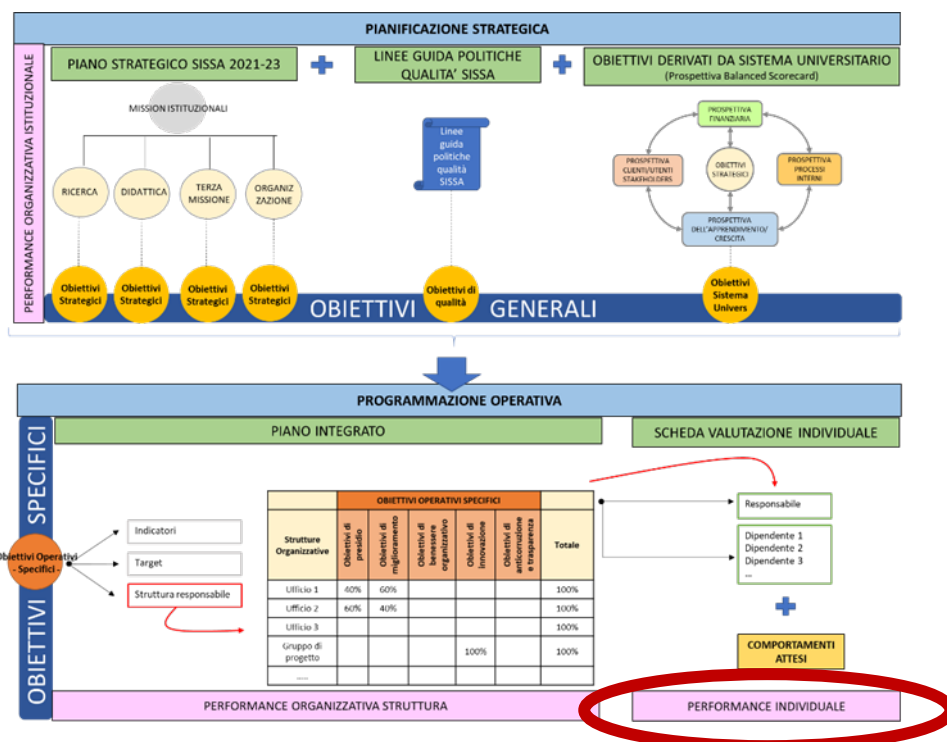 PIANIFICAZIONE STRATEGICA
PERFORMANCE ORGANIZZATIVA ISTITUZIONALE
PIANO STRATEGICO SISSA 2021-23
LINEE GUIDA POLITICHE
QUALITA' SISSA
OBIETTIVI DERIVATI DA SISTEMA UNIVERSITARIO
(Prospettiva Balanced Scorecard)
MISSION ISTITUZIONALI
RICERCA
DIDATTICA
TERZA
MISSIONE
ORGANIZ
ZAZIONE
Linee
guida
politiche
qualità
SISSA
PROSPETTIVA
FINANZIARIA
PROSPETTIVA
CLIENTI/UTENTI
STAKEHOLDERS
OBIETTIVI
STRATEGICI
PROSPETTIVA
PROCESSI
INTERNI
PROSPETTIVA
DELL'APPRENDIMENTO/
CRESCITA
Obiettivi
Strategici
Obiettivi
Strategici
Obiettivi
Strategici
Obiettivi
Strategici
Obiettivi di
qualità
Obiettivi
Sistema
Univers
OBIETTIVI GENERALI
PROGRAMMAZIONE OPERATIVA
OBIETTIVI SPECIFICI
PIANO INTEGRATO
SCHEDA VALUTAZIONE INDIVIDUALE
Obiettivi Operativi
- Specifici -
Indicatori
Target
Struttura responsabile
OBIETTIVI OPERATIVI SPECIFICI
Strutture
Organizzative
Obiettivi di
presidio
Obiettivi di
miglioramento
Obiettivi di
benessere
organizzativo
Obiettivi di
innovazione
Obiettivi di
anticorruzione
e trasparenza
Totale
Ufficio 1 40% 60% 100%
Ufficio 2 60% 40% 100%
Ufficio 3 100%
Gruppo di
progetto 100% 100%
.....
Responsabile
Dipendente 1
Dipendente 2
Dipendente 3
...
COMPORTAMENTI
ATTESI
PERFORMANCE ORGANIZZATIVA STRUTTURA
PERFORMANCE INDIVIDUALE